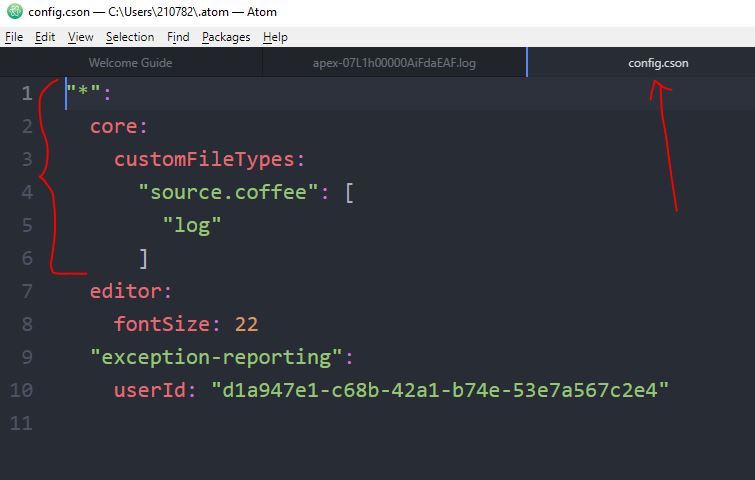 config.cson — C:\Users\210782\.atom — Atom
File Edit View Selection Find Packages Help
Welcome Guide apex-07L1h00000AiFdaEAF.log config.cson
1 "*":
2 core:
3 customFileTypes:
4 "source.coffee": [
5 "log"
6 ]
7 editor:
8 fontSize: 22
9 "exception-reporting":
10 userId: "d1a947e1-c68b-42a1-b74e-53e7a567c2e4"
11